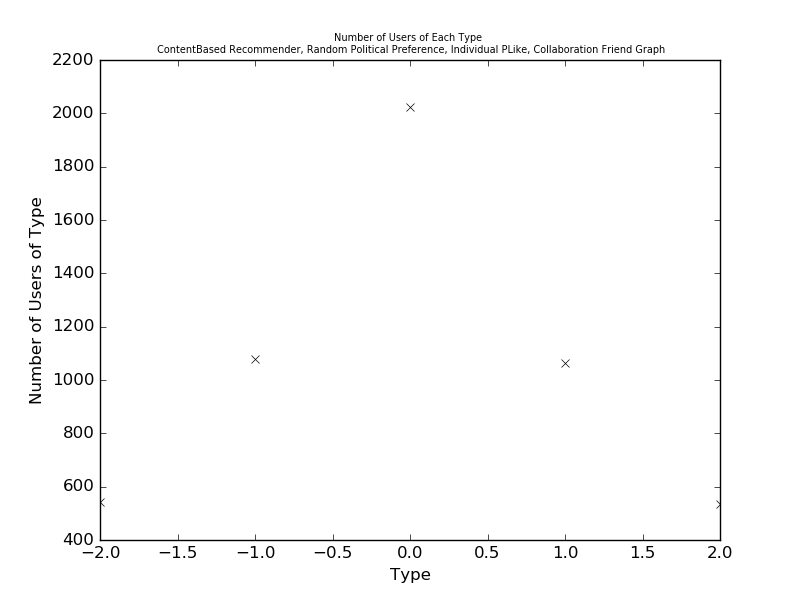 Number of Users of Each Type
ContentBased Recommender, Random Political Preference, Individual PLike, Collaboration Friend Graph
2200
2000
1800
1600
1400
1200
1000
800
600
400
Number of Users of Type
−2.0 −1.5 −1.0 −0.5 0.0 0.5 1.0 1.5 2.0
Type